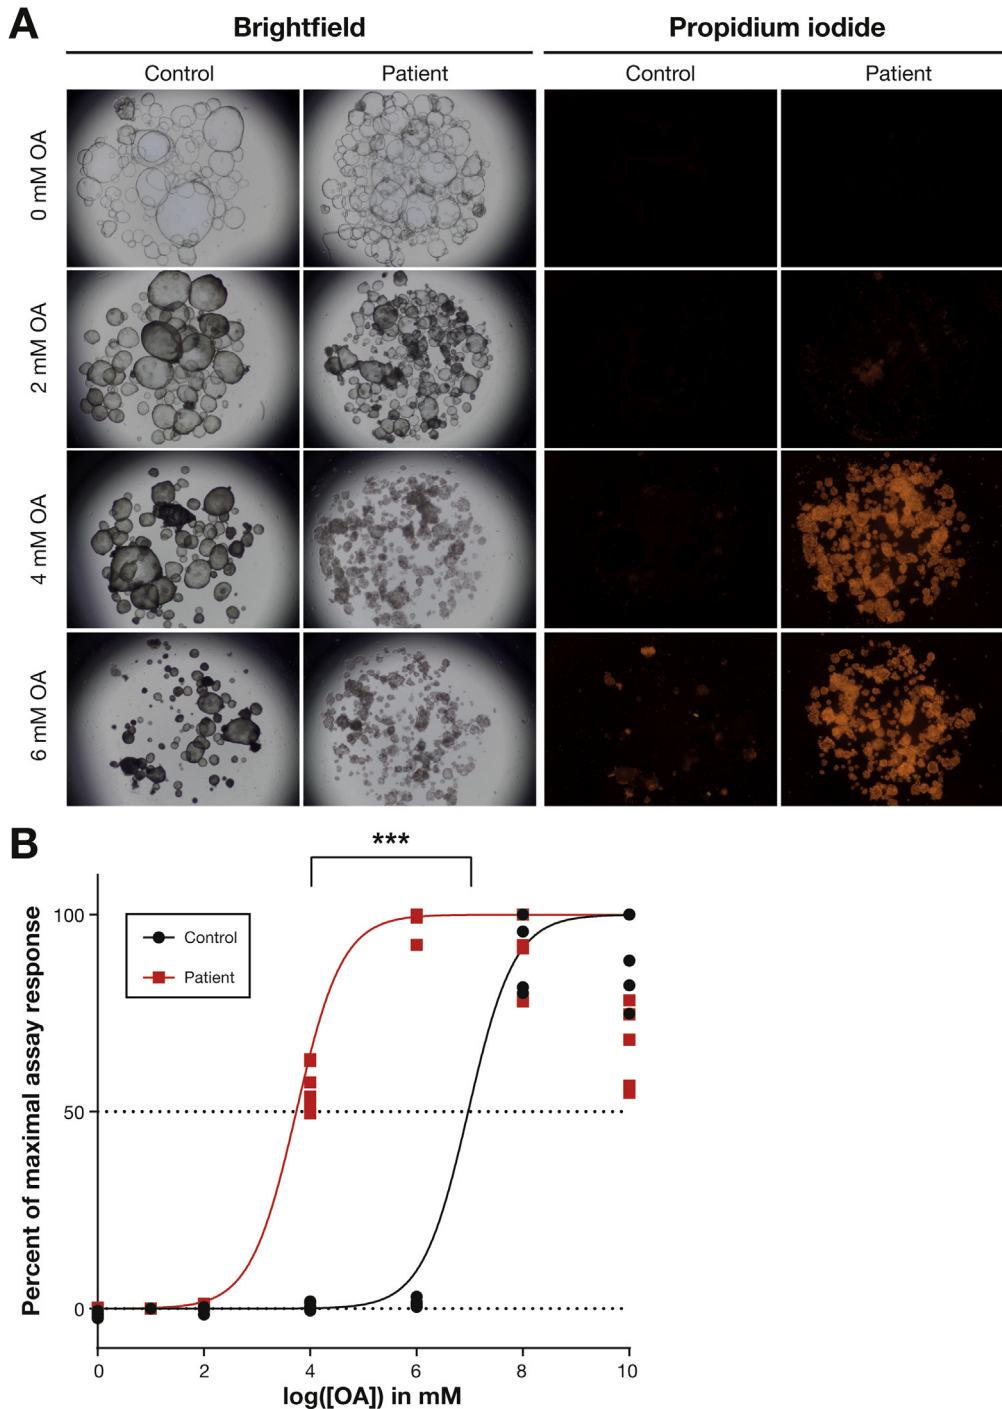 A
Brightfield
Propidium iodide
Control
Patient
Control
Patient
0 mM OA
2 mM OA
4 mM OA
6 mM OA
B
***
Percent of maximal assay response
100
50
0
Control
Patient
0
2
4
6
8
10
log([OA]) in mM